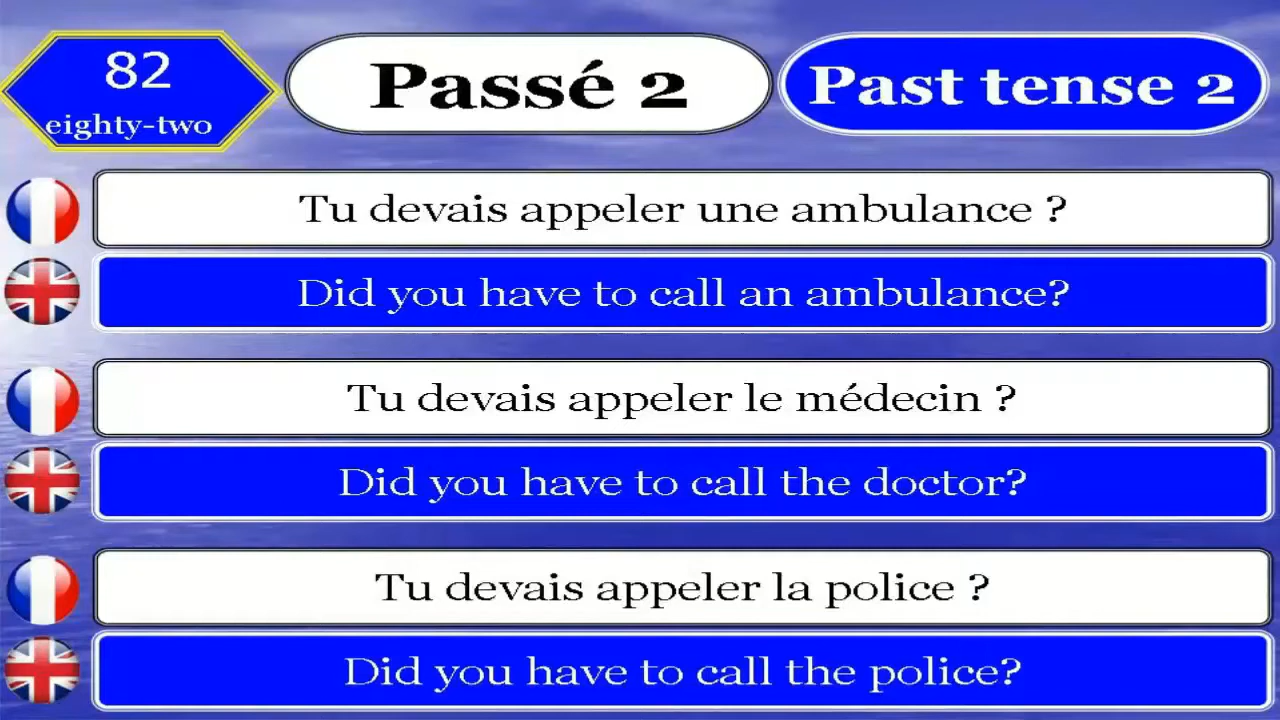 82
eighty-two
Passé 2
Past tense 2
Tu devais appeler une ambulance ?
Did you have to call an ambulance?
Tu devais appeler le médecin ?
Did you have to call the doctor?
Tu devais appeler la police ?
Did you have to call the police?